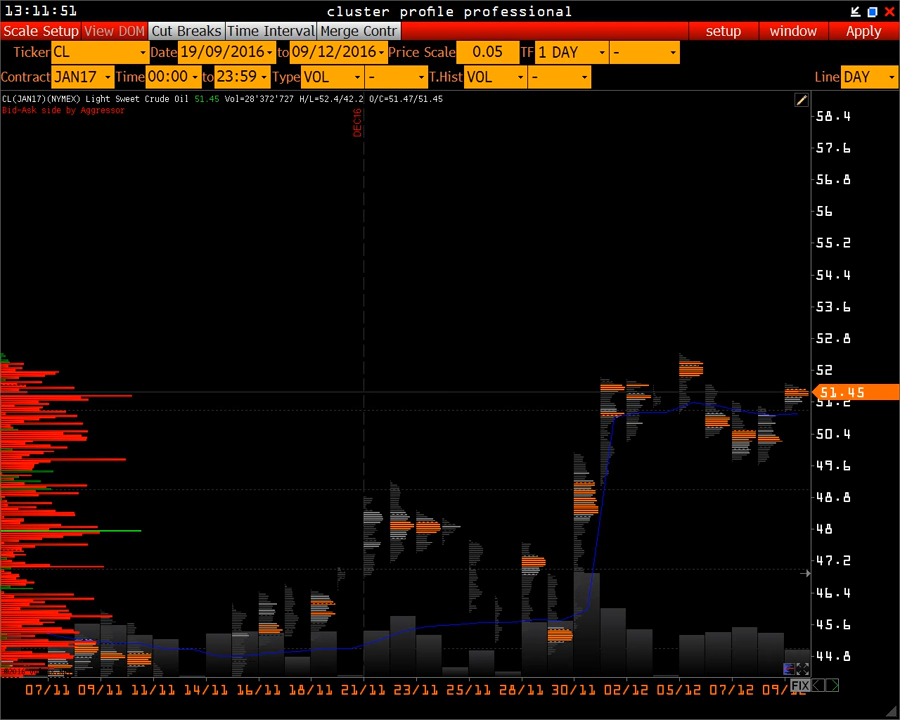 13:11:51 cluster profile professional
Scale Setup View DOM Cut Breaks Time Interval Merge Contr setup window Apply
Ticker CL Date 19/09/2016 to 09/12/2016 Price Scale 0.05 TF 1 DAY -
Contract JAN17 Time 00:00 to 23:59 Type VOL - T.Hist VOL - Line DAY
CL(JAN17)(NYMEX) Light Sweet Crude Oil 51.45 Vol=28'372'727 H/L=52.4/42.2 O/C=51.47/51.45
Bid-Ask side by Aggressor
DEC16
58.4
57.6
56.8
56
55.2
54.4
53.6
52.8
52
51.45
51.2
50.4
49.6
48.8
48
47.2
46.4
45.6
44.8
FIX
07/11 09/11 11/11 14/11 16/11 18/11 21/11 23/11 25/11 28/11 30/11 02/12 05/12 07/12